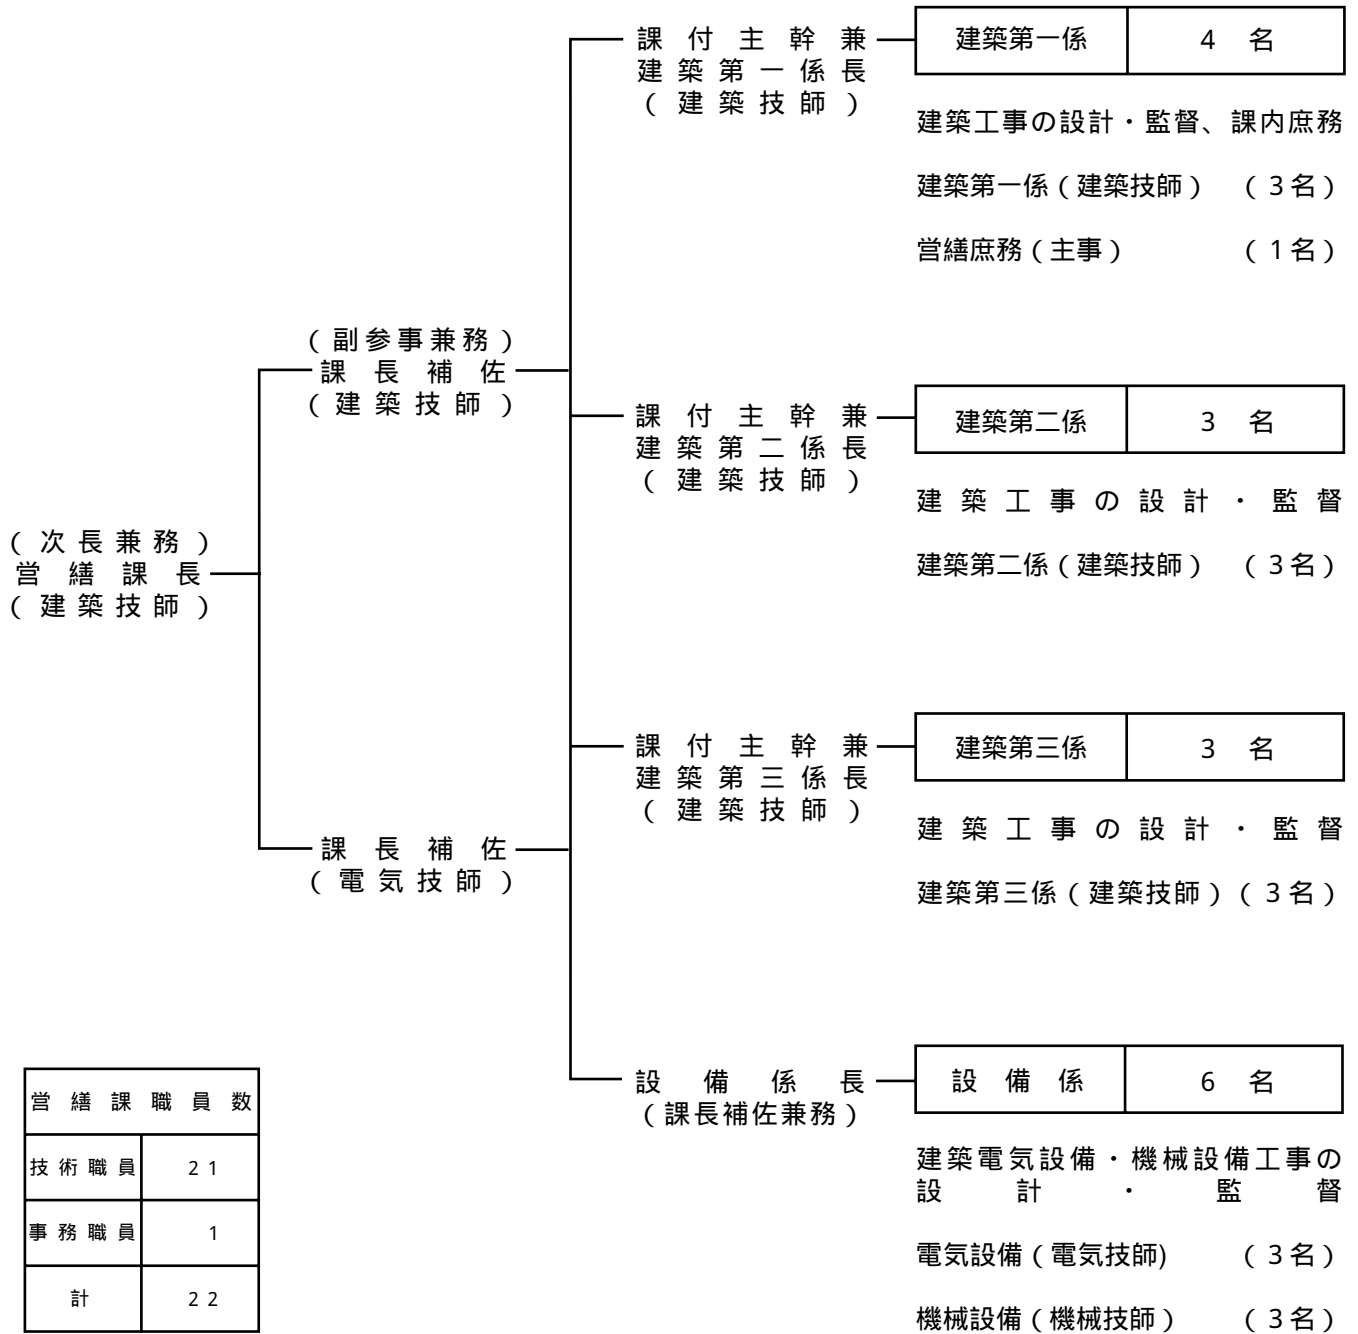 課付主幹兼
建築第一係長
(建築技師)
建築第一係 4名
建築工事の設計・監督、課内庶務
建築第一係(建築技師) (3名)
営繕庶務(主事) (1名)
(副参事兼務)
課長補佐
(建築技師)
課付主幹兼
建築第二係長
(建築技師)
建築第二係 3名
建築工事の設計・監督
建築第二係(建築技師) (3名)
(次長兼務)
営繕課長
(建築技師)
課付主幹兼
建築第三係長
(建築技師)
建築第三係 3名
建築工事の設計・監督
建築第三係(建築技師)(3名)
課長補佐
(電気技師)
設備係長
(課長補佐兼務)
設備係 6名
建築電気設備・機械設備工事の
設計・監督
電気設備(電気技師) (3名)
機械設備(機械技師) (3名)
営繕課職員数
技術職員 21
事務職員 1
計 22